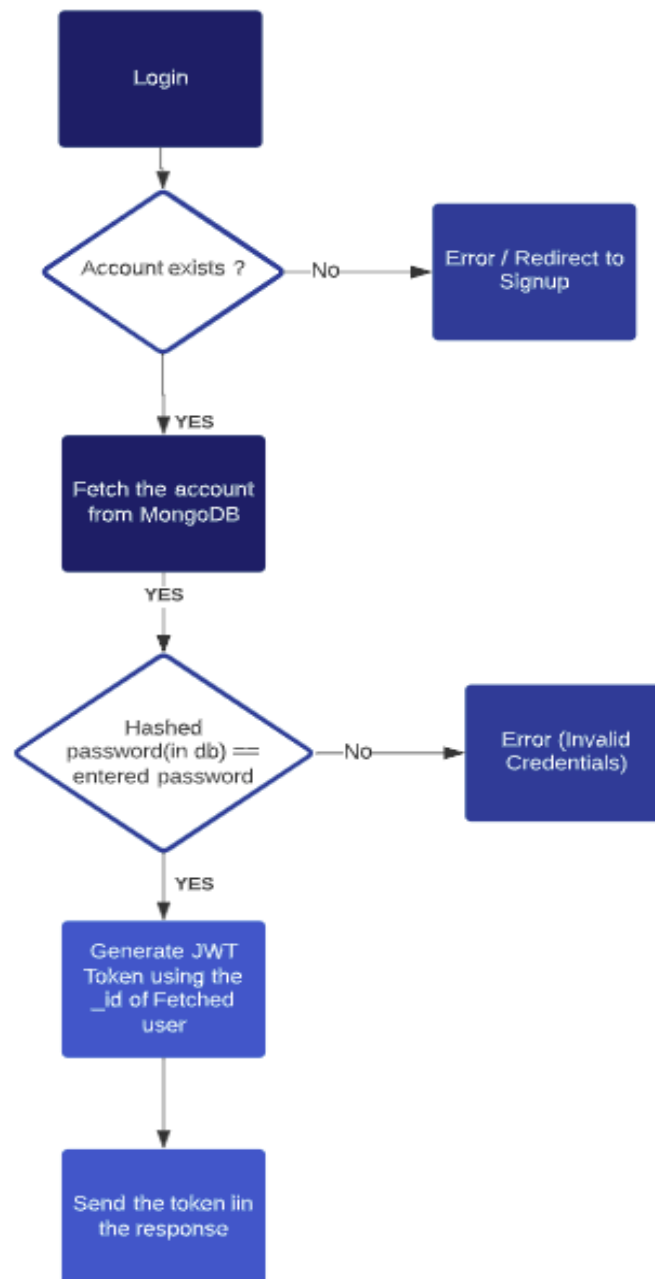 Login
Account exists ?
No
Error / Redirect to
Signup
YES
Fetch the account
from MongoDB
YES
Hashed
password(in db) ==
entered password
No
Error (Invalid
Credentials)
YES
Generate JWT
Token using the
_id of Fetched
user
Send the token iin
the response